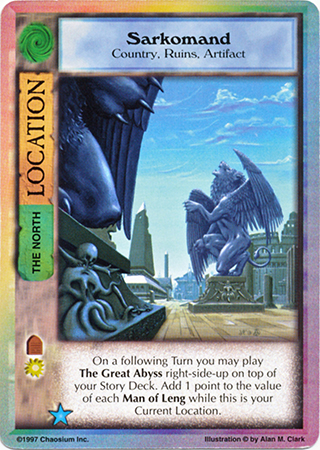 Sarkomand
Country, Ruins, Artifact
LOCATION
THE NORTH
On a following Turn you may play
The Great Abyss right-side-up on top of
your Story Deck. Add 1 point to the value
of each Man of Leng while this is your
Current Location.
©1997 Chaosium Inc.
Illustration © by Alan M. Clark